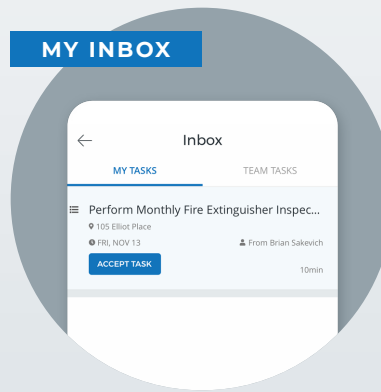 MY INBOX
Inbox
MY TASKS TEAM TASKS
Perform Monthly Fire Extinguisher Inspec...
105 Elliot Place
FRI, NOV 13 From Brian Sakevich
ACCEPT TASK
10min